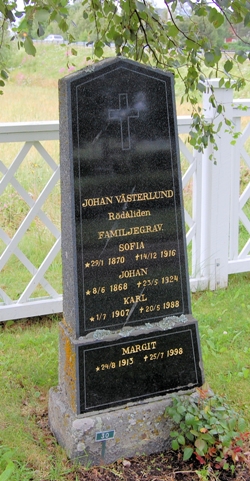 JOHAN VÄSTERLUND
Rödåliden
FAMILJEGRAV.
SOFIA
★29/1 1870 +14/12 1916
JOHAN
★8/6 1868 +23/5 1924
KARL
★1/7 1907 +20/5 1988
MARGIT
★24/8 1913 +25/7 1998
30